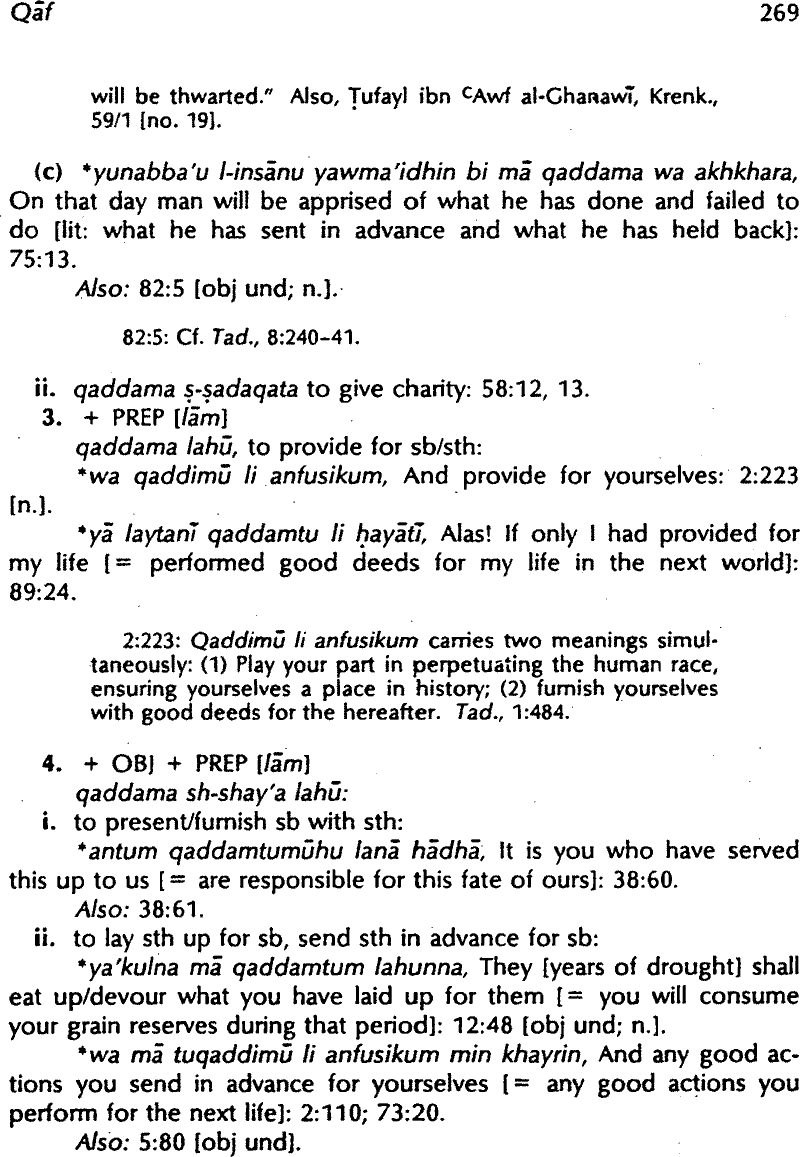 Qāf 269
will be thwarted." Also, Ṭufayl ibn ᶜAwf al-Ghanawī, Krenk.,
59/1 [no. 19].
(c) *yunabba'u l-insānu yawma'idhin bi mā qaddama wa akhkhara,
On that day man will be apprised of what he has done and failed to
do [lit: what he has sent in advance and what he has held back]:
75:13.
Also: 82:5 [obj und; n.].
82:5: Cf. Tad., 8:240–41.
ii. qaddama ṣ-ṣadaqata to give charity: 58:12, 13.
3. + PREP [lām]
qaddama lahū, to provide for sb/sth:
*wa qaddimū li anfusikum, And provide for yourselves: 2:223
[n.].
*yā laytanī qaddamtu li ḥayātī, Alas! If only I had provided for
my life [= performed good deeds for my life in the next world]:
89:24.
2:223: Qaddimū li anfusikum carries two meanings simul-
taneously: (1) Play your part in perpetuating the human race,
ensuring yourselves a place in history; (2) furnish yourselves
with good deeds for the hereafter. Tad., 1:484.
4. + OBJ + PREP [lām]
qaddama sh-shay'a lahū:
i. to present/furnish sb with sth:
*antum qaddamtumūhu lanā hādhā, It is you who have served
this up to us [= are responsible for this fate of ours]: 38:60.
Also: 38:61.
ii. to lay sth up for sb, send sth in advance for sb:
*ya'kulna mā qaddamtum lahunna, They [years of drought] shall
eat up/devour what you have laid up for them [= you will consume
your grain reserves during that period]: 12:48 [obj und; n.].
*wa mā tuqaddimū li anfusikum min khayrin, And any good ac-
tions you send in advance for yourselves [= any good actions you
perform for the next life]: 2:110; 73:20.
Also: 5:80 [obj und].